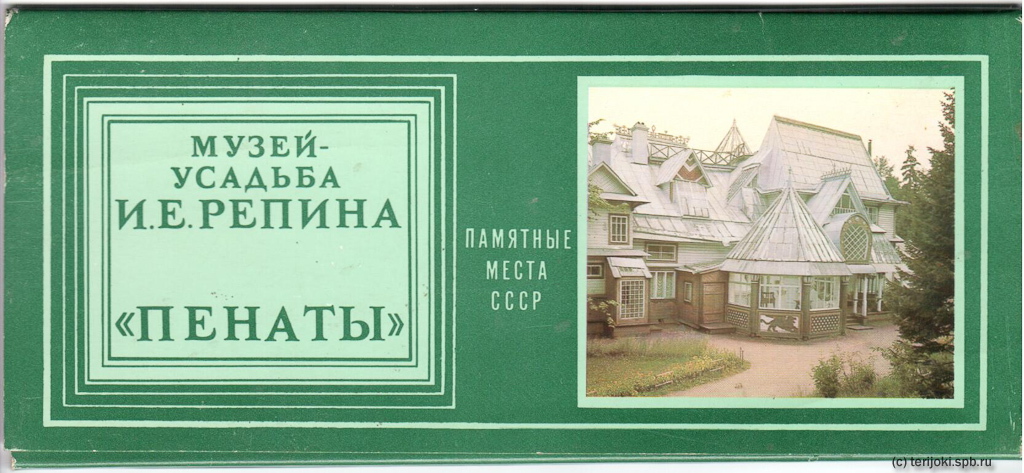 МУЗЕЙ-
УСАДЬБА
И.Е.РЕПИНА
«ПЕНАТЫ»
ПАМЯТНЫЕ
МЕСТА
СССР
(c) terijoki.spb.ru